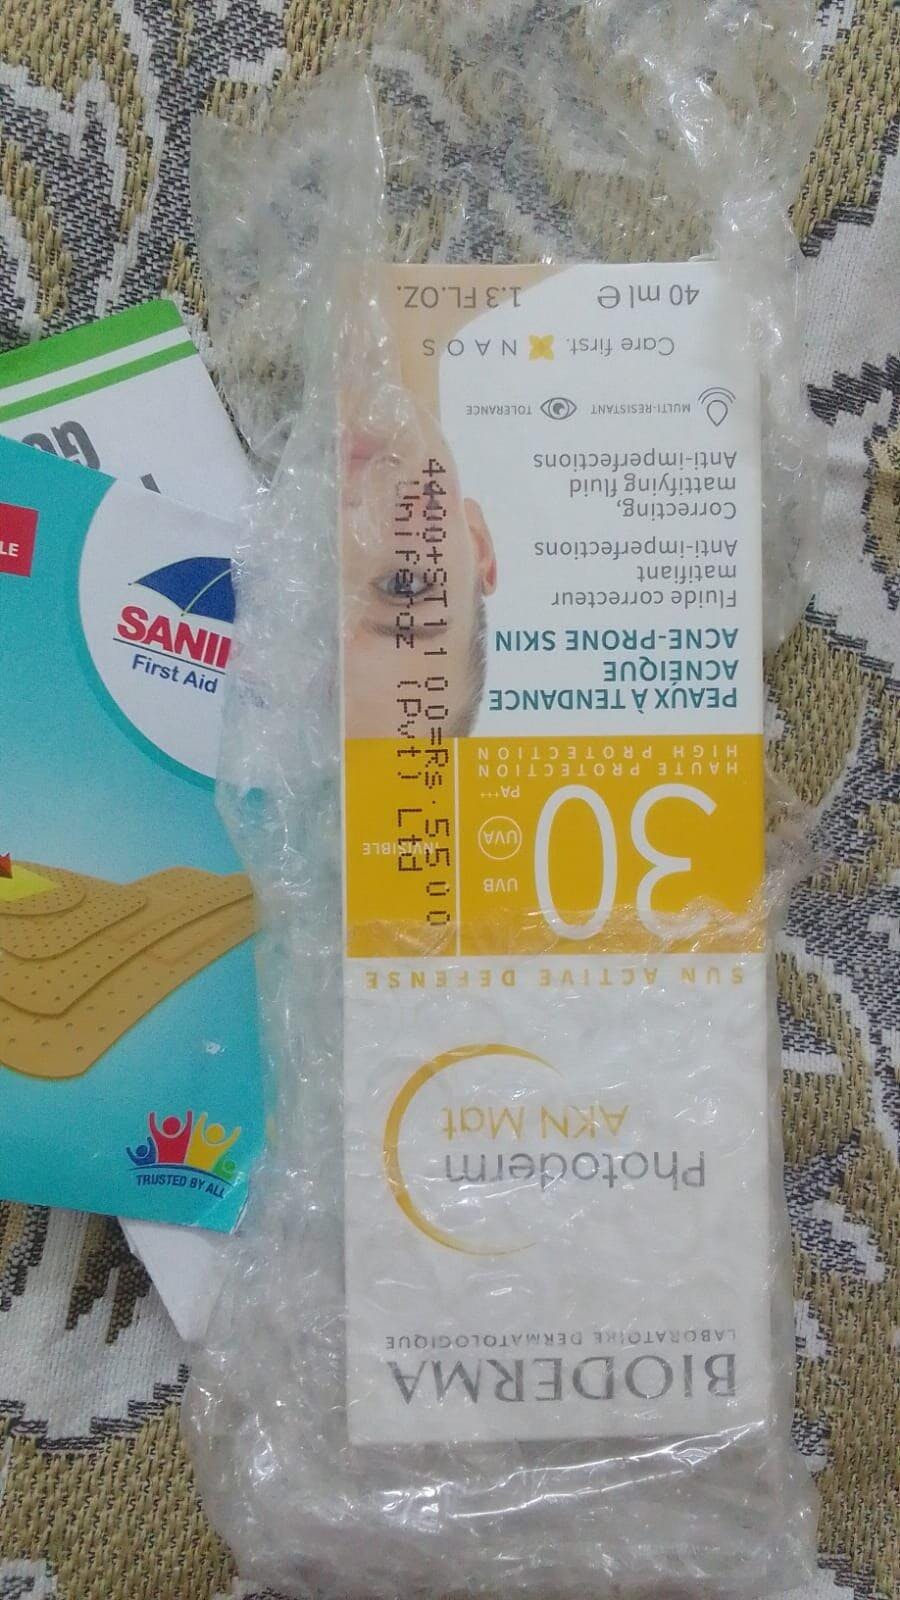 BIODERMA
LABORATOIRE DERMATOLOGIQUE
Photoderm
AKN Mat
SUN ACTIVE DEFENSE
30
UVB
UVA
PA+++
INVISIBLE
HAUTE PROTECTION
HIGH PROTECTION
PEAUX À TENDANCE
ACNÉIQUE
ACNE-PRONE SKIN
Fluide correcteur
matifiant
Anti-imperfections
Correcting,
mattifying fluid
Anti-imperfections
MULTI-RESISTANT
TOLERANCE
Care first.
NAOS
40 ml e 1.3 FL.OZ.
4400+ST1100=Rs.5500
Uniferoz (Pvt) Ltd
LE
SANI
First Aid
TRUSTED BY ALL